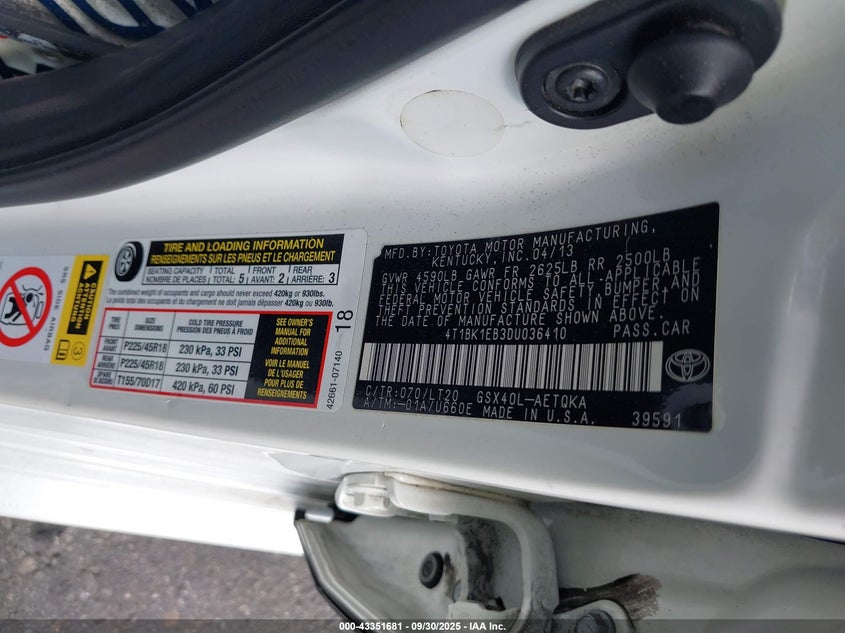 SRS SIDE AIRBAG
CAUTION
ATTENTION
TIRE AND LOADING INFORMATION
RENSEIGNEMENTS SUR LES PNEUS ET LE CHARGEMENT
SEATING CAPACITY TOTAL 5 FRONT 2 REAR 3
NOMBRE DE PLACES TOTAL 5 AVANT: 2 ARRIÈRE: 3
The combined weight of occupants and cargo should never exceed 420kg or 930lbs.
Le poids total des occupants et du chargement ne doit jamais dépasser 420kg ou 930lb.
TIRE PNEU SIZE DIMENSIONS COLD TIRE PRESSURE PRESSION DES PNEUS À FROID
FRONT AVANT P225/45R18 230 kPa, 33 PSI
REAR ARRIÈRE P225/45R18 230 kPa, 33 PSI
SPARE DE SECOURS T155/70D17 420 kPa, 60 PSI
SEE OWNER'S
MANUAL FOR
ADDITIONAL
INFORMATION
VOIR LE MANUEL
DE L'USAGER
POUR PLUS DE
RENSEIGNEMENTS
42661-07140 18
MFD.BY:TOYOTA MOTOR MANUFACTURING,
KENTUCKY, INC. 04/13
GVWR 4590LB GAWR FR 2625LB RR 2500LB
THIS VEHICLE CONFORMS TO ALL APPLICABLE
FEDERAL MOTOR VEHICLE SAFETY, BUMPER, AND
THEFT PREVENTION STANDARDS IN EFFECT ON
THE DATE OF MANUFACTURE SHOWN ABOVE.
4T1BK1EB3DU036410 PASS.CAR
C/TR:070/LT20 GSX40L-AETQKA
A/TM:-01A/U660E MADE IN U.S.A. 39591
TOYOTA
000-43351681 - 09/30/2025 - IAA Inc.